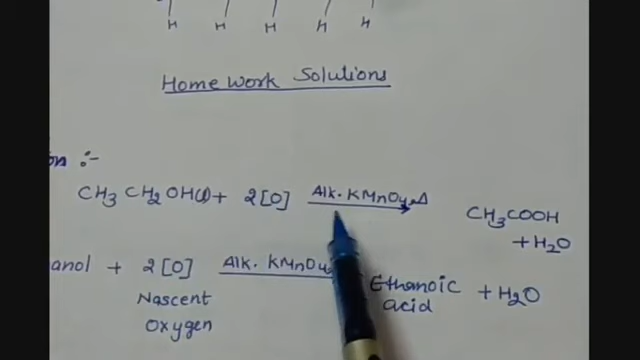 H H H H H
Home Work Solutions
on :-
CH3 CH2 OH(l) + 2[O] Alk. KMnO4, Δ CH3COOH
+ H2O
anol + 2[O] Alk. KMnO4 Ethanoic acid + H2O
Nascent
Oxygen